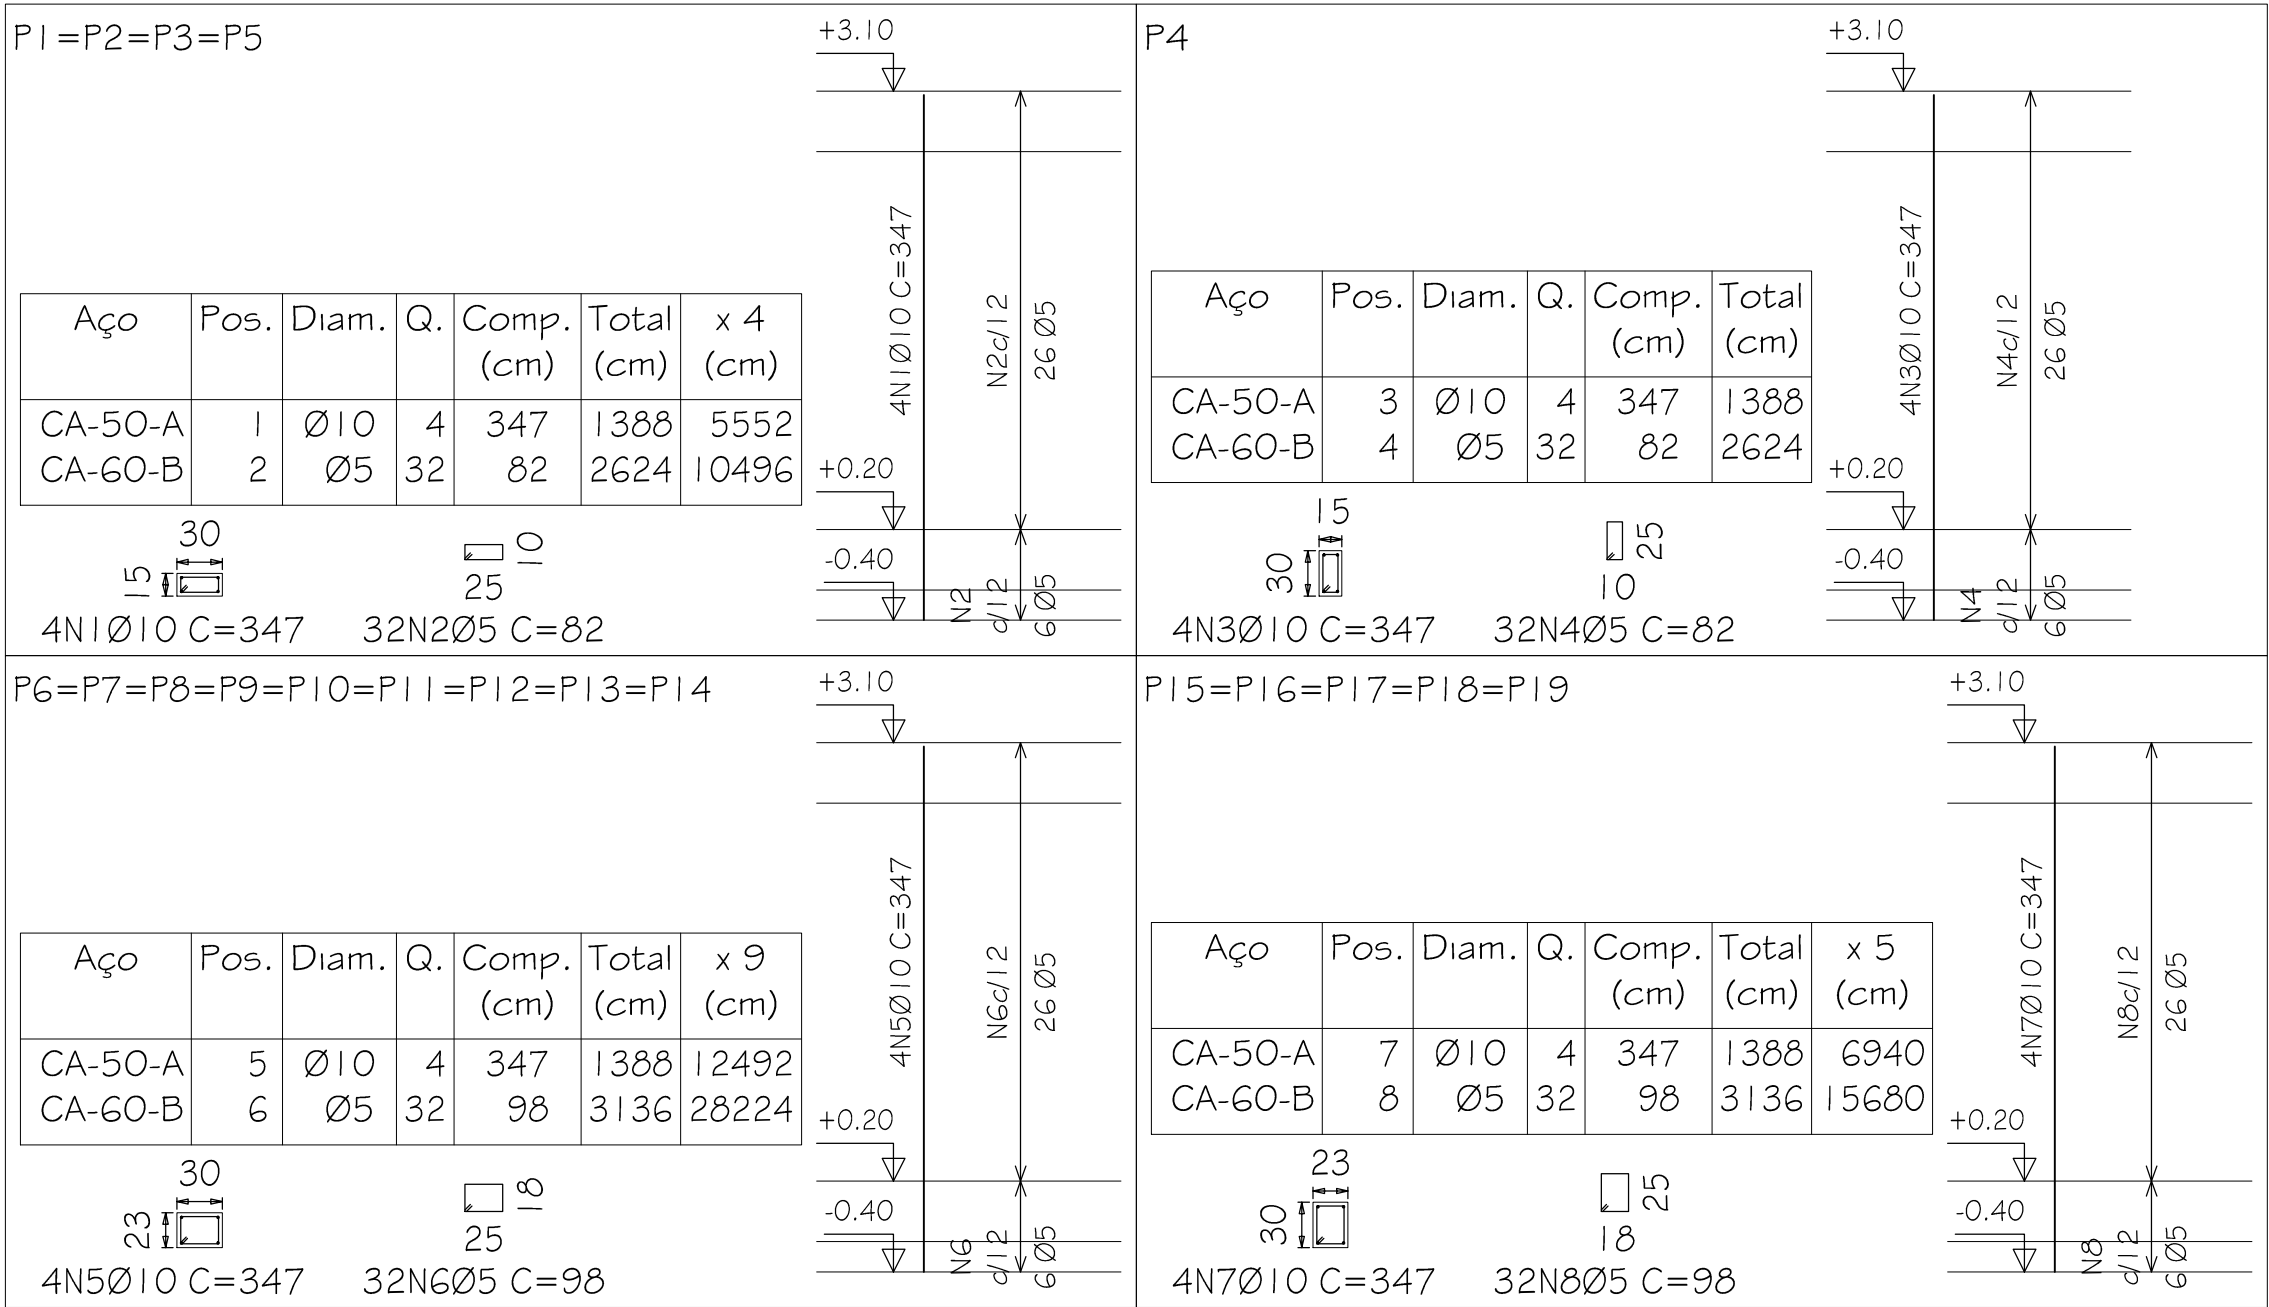 P1=P2=P3=P5
+3.10
Aço Pos. Diam. Q. Comp. (cm) Total (cm) x 4 (cm)
CA-50-A 1 Ø10 4 347 1388 5552
CA-60-B 2 Ø5 32 82 2624 10496
4N1Ø10 C=347
N2c/12
26 Ø5
+0.20
-0.40
N2
c/12
6 Ø5
30
15
10
25
4N1Ø10 C=347 32N2Ø5 C=82
P4
+3.10
Aço Pos. Diam. Q. Comp. (cm) Total (cm)
CA-50-A 3 Ø10 4 347 1388
CA-60-B 4 Ø5 32 82 2624
4N3Ø10 C=347
N4c/12
26 Ø5
+0.20
-0.40
N4
c/12
6 Ø5
15
30
25
10
4N3Ø10 C=347 32N4Ø5 C=82
P6=P7=P8=P9=P10=P11=P12=P13=P14
+3.10
Aço Pos. Diam. Q. Comp. (cm) Total (cm) x 9 (cm)
CA-50-A 5 Ø10 4 347 1388 12492
CA-60-B 6 Ø5 32 98 3136 28224
4N5Ø10 C=347
N6c/12
26 Ø5
+0.20
-0.40
N6
c/12
6 Ø5
30
23
18
25
4N5Ø10 C=347 32N6Ø5 C=98
P15=P16=P17=P18=P19
+3.10
Aço Pos. Diam. Q. Comp. (cm) Total (cm) x 5 (cm)
CA-50-A 7 Ø10 4 347 1388 6940
CA-60-B 8 Ø5 32 98 3136 15680
4N7Ø10 C=347
N8c/12
26 Ø5
+0.20
-0.40
N8
c/12
6 Ø5
23
30
25
18
4N7Ø10 C=347 32N8Ø5 C=98